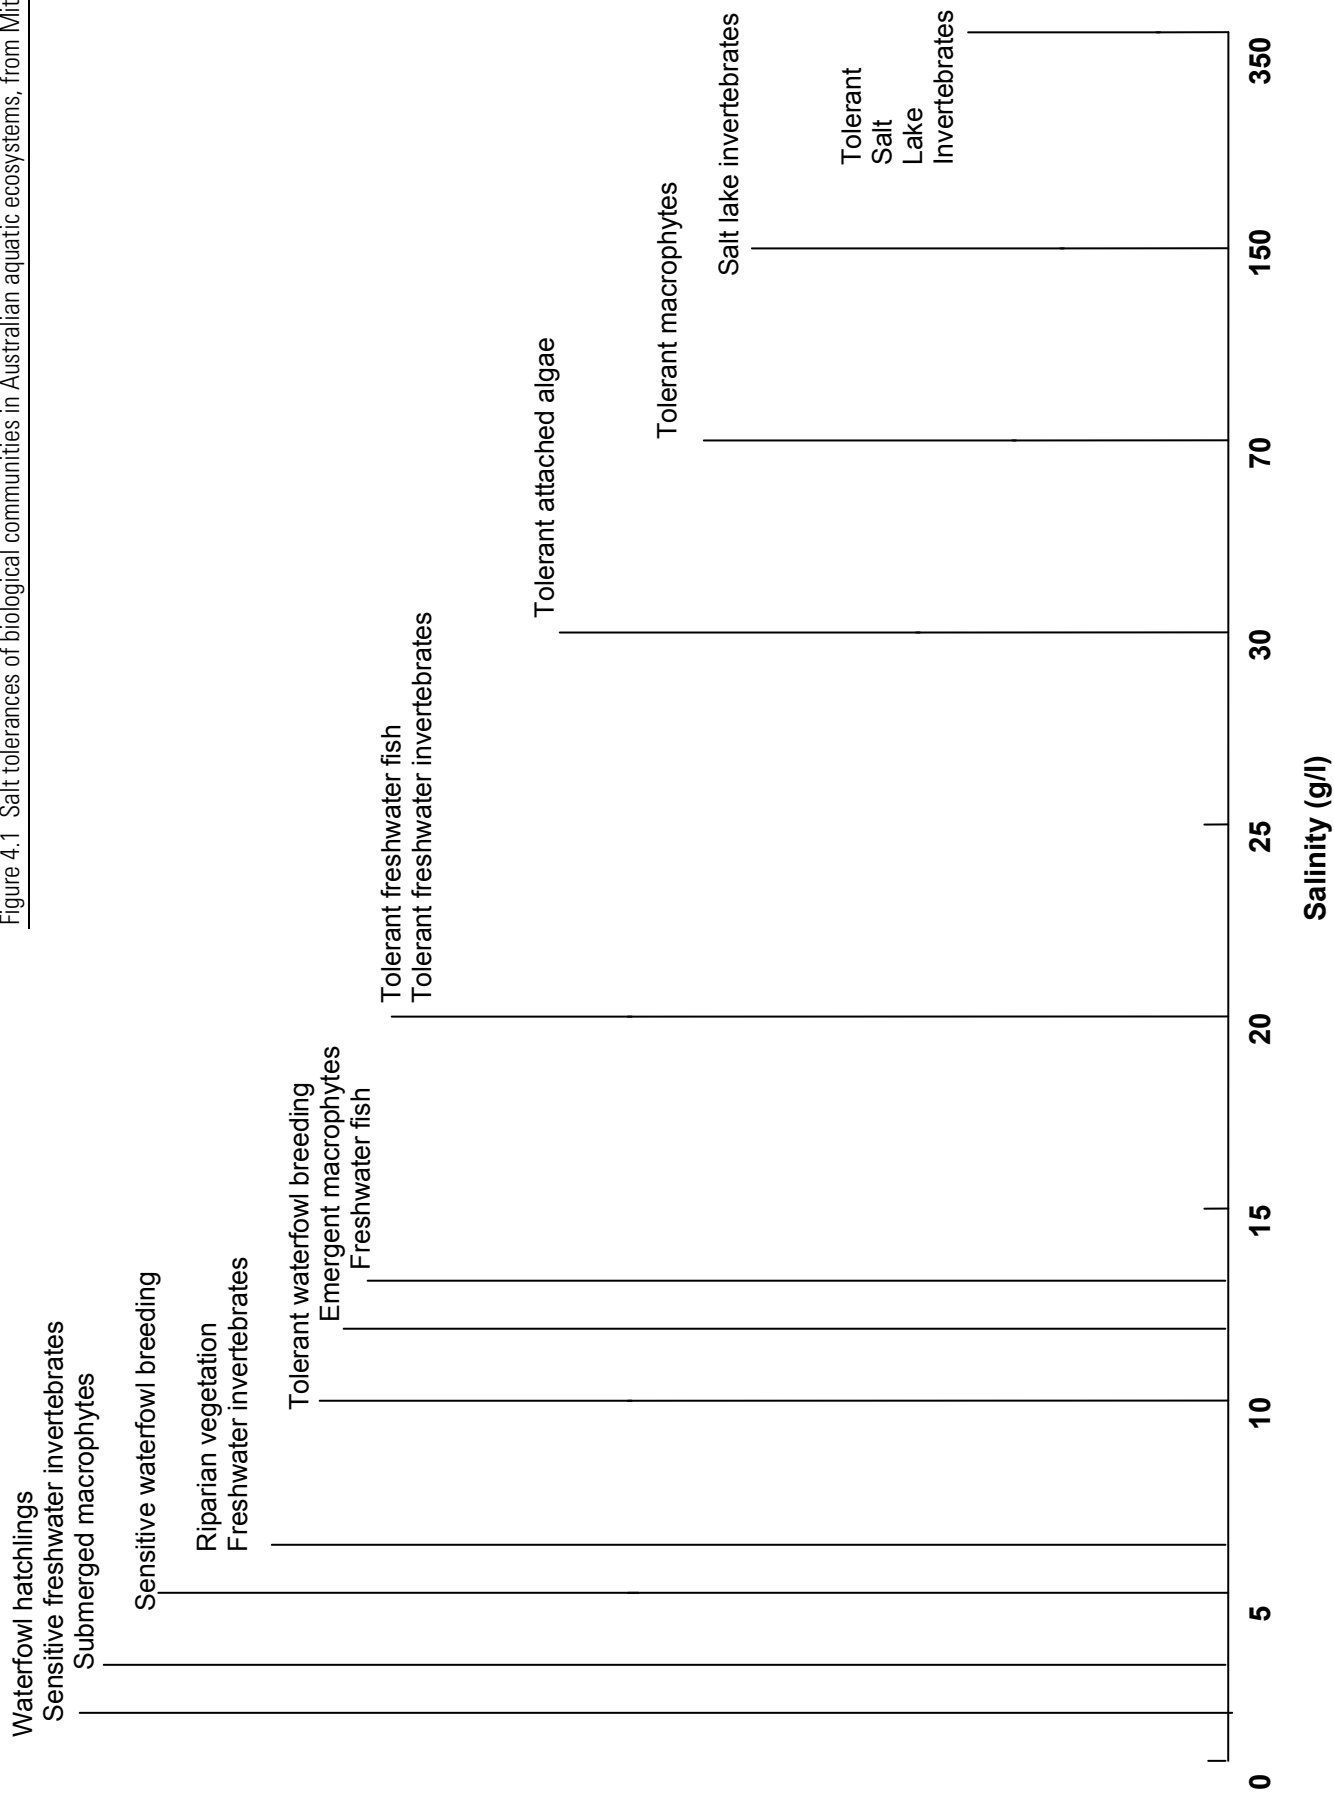 Figure 4.1 Salt tolerances of biological communities in Australian aquatic ecosystems, from
Waterfowl hatchlings
Sensitive freshwater invertebrates
Submerged macrophytes
Sensitive waterfowl breeding
Riparian vegetation
Freshwater invertebrates
Tolerant waterfowl breeding
Emergent macrophytes
Freshwater fish
Tolerant freshwater fish
Tolerant freshwater invertebrates
Tolerant attached algae
Tolerant macrophytes
Salt lake invertebrates
Tolerant
Salt
Lake
Invertebrates
0 5 10 15 20 25 30 70 150 350
Salinity (g/l)